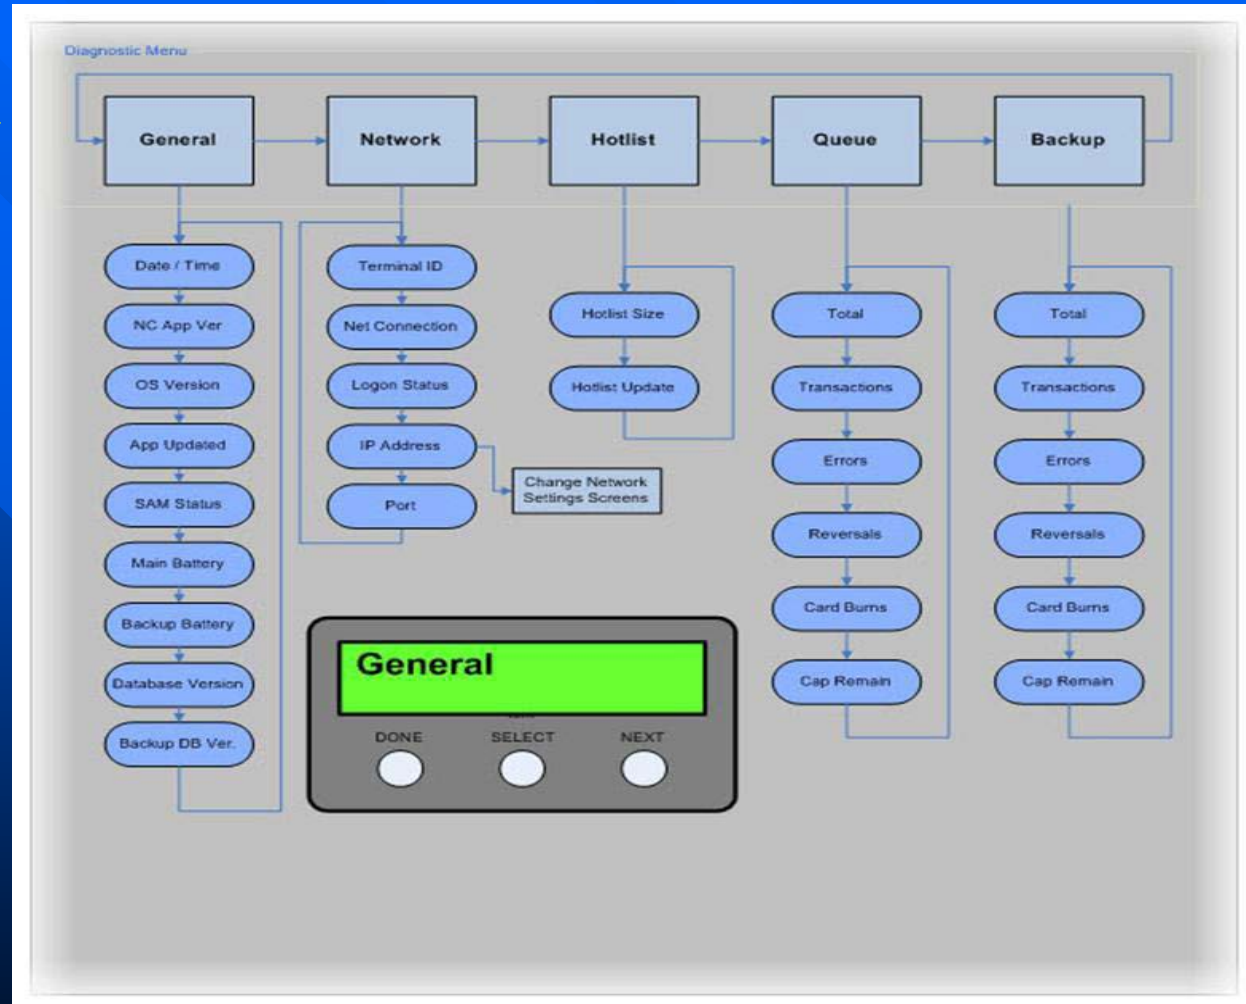 Diagnostic Menu
General
Network
Hotlist
Queue
Backup
Date / Time
NC App Ver
OS Version
App Updated
SAM Status
Main Battery
Backup Battery
Database Version
Backup DB Ver.
Terminal ID
Net Connection
Logon Status
IP Address
Port
Change Network
Settings Screens
Hotlist Size
Hotlist Update
Total
Transactions
Errors
Reversals
Card Burns
Cap Remain
Total
Transactions
Errors
Reversals
Card Burns
Cap Remain
General
DONE
SELECT
NEXT